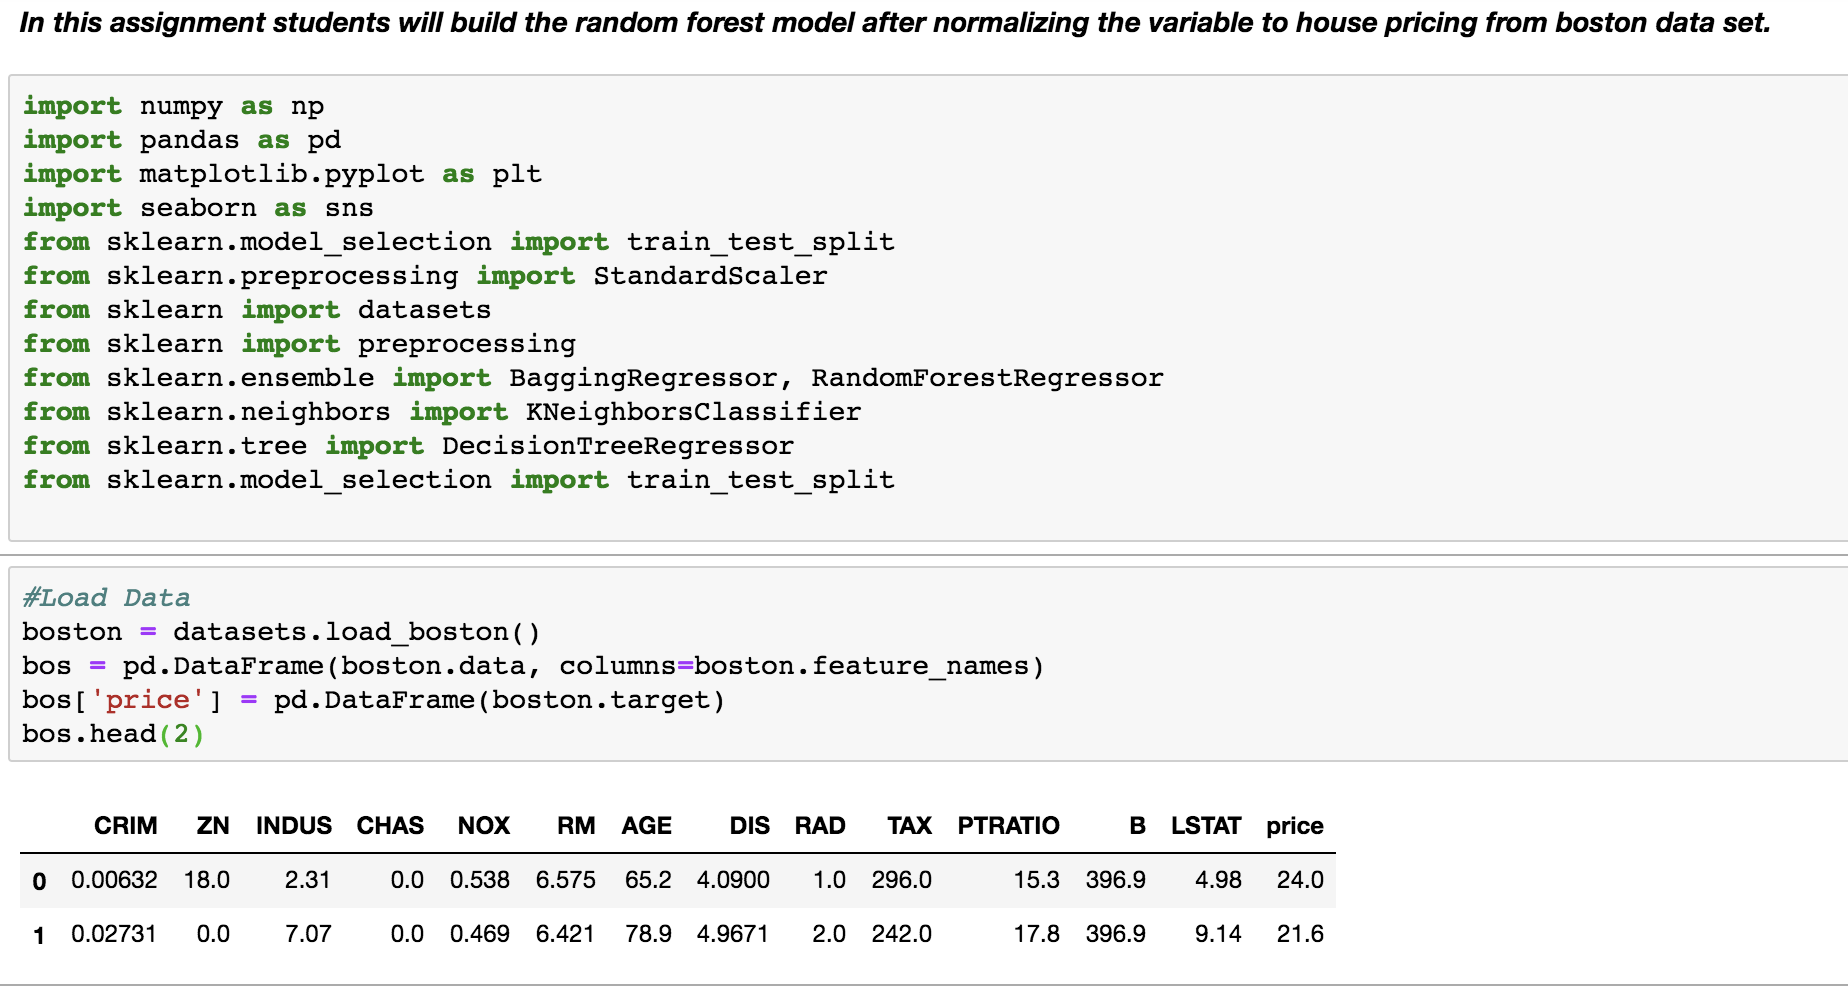 In this assignment students will build the random forest model after normalizing the variable to house pricing from boston data set.
import numpy as np
import pandas as pd
import matplotlib.pyplot as plt
import seaborn as sns
from sklearn.model_selection import train_test_split
from sklearn.preprocessing import StandardScaler
from sklearn import datasets
from sklearn import preprocessing
from sklearn.ensemble import BaggingRegressor, RandomForestRegressor
from sklearn.neighbors import KNeighborsClassifier
from sklearn.tree import DecisionTreeRegressor
from sklearn.model_selection import train_test_split
#Load Data
boston = datasets.load_boston()
bos = pd.DataFrame(boston.data, columns=boston.feature_names)
bos['price'] = pd.DataFrame(boston.target)
bos.head(2)
CRIM ZN INDUS CHAS NOX RM AGE DIS RAD TAX PTRATIO B LSTAT price
0 0.00632 18.0 2.31 0.0 0.538 6.575 65.2 4.0900 1.0 296.0 15.3 396.9 4.98 24.0
1 0.02731 0.0 7.07 0.0 0.469 6.421 78.9 4.9671 2.0 242.0 17.8 396.9 9.14 21.6